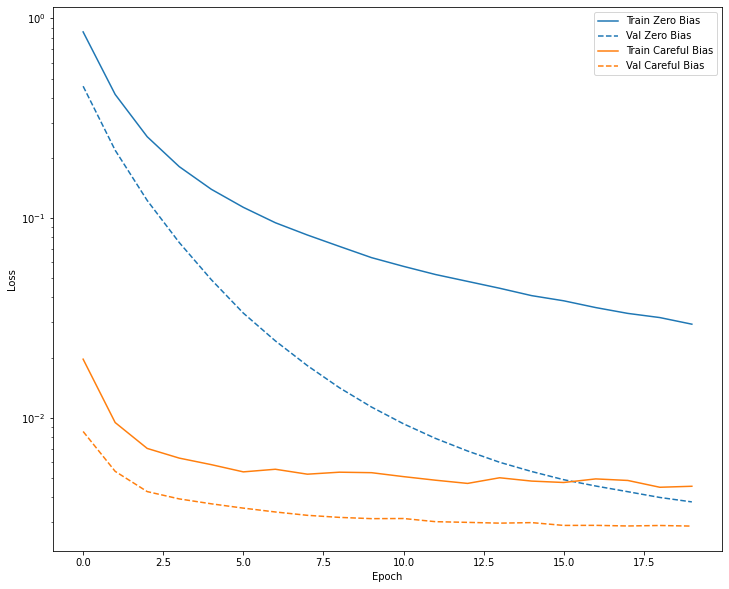 Train Zero Bias
Val Zero Bias
Train Careful Bias
Val Careful Bias
10⁰
10⁻¹
10⁻²
Loss
0.0 2.5 5.0 7.5 10.0 12.5 15.0 17.5
Epoch